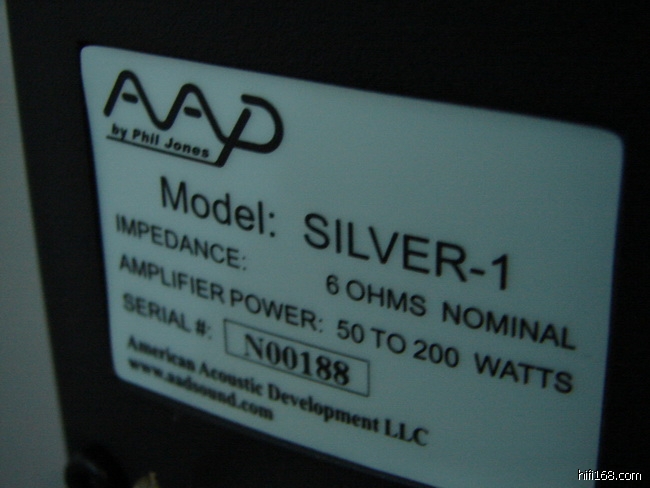 AAD
by Phil Jones
Model: SILVER-1
IMPEDANCE: 6 OHMS NOMINAL
AMPLIFIER POWER: 50 TO 200 WATTS
SERIAL #: N00188
American Acoustic Development LLC
www.aadsound.com
hifi168.com